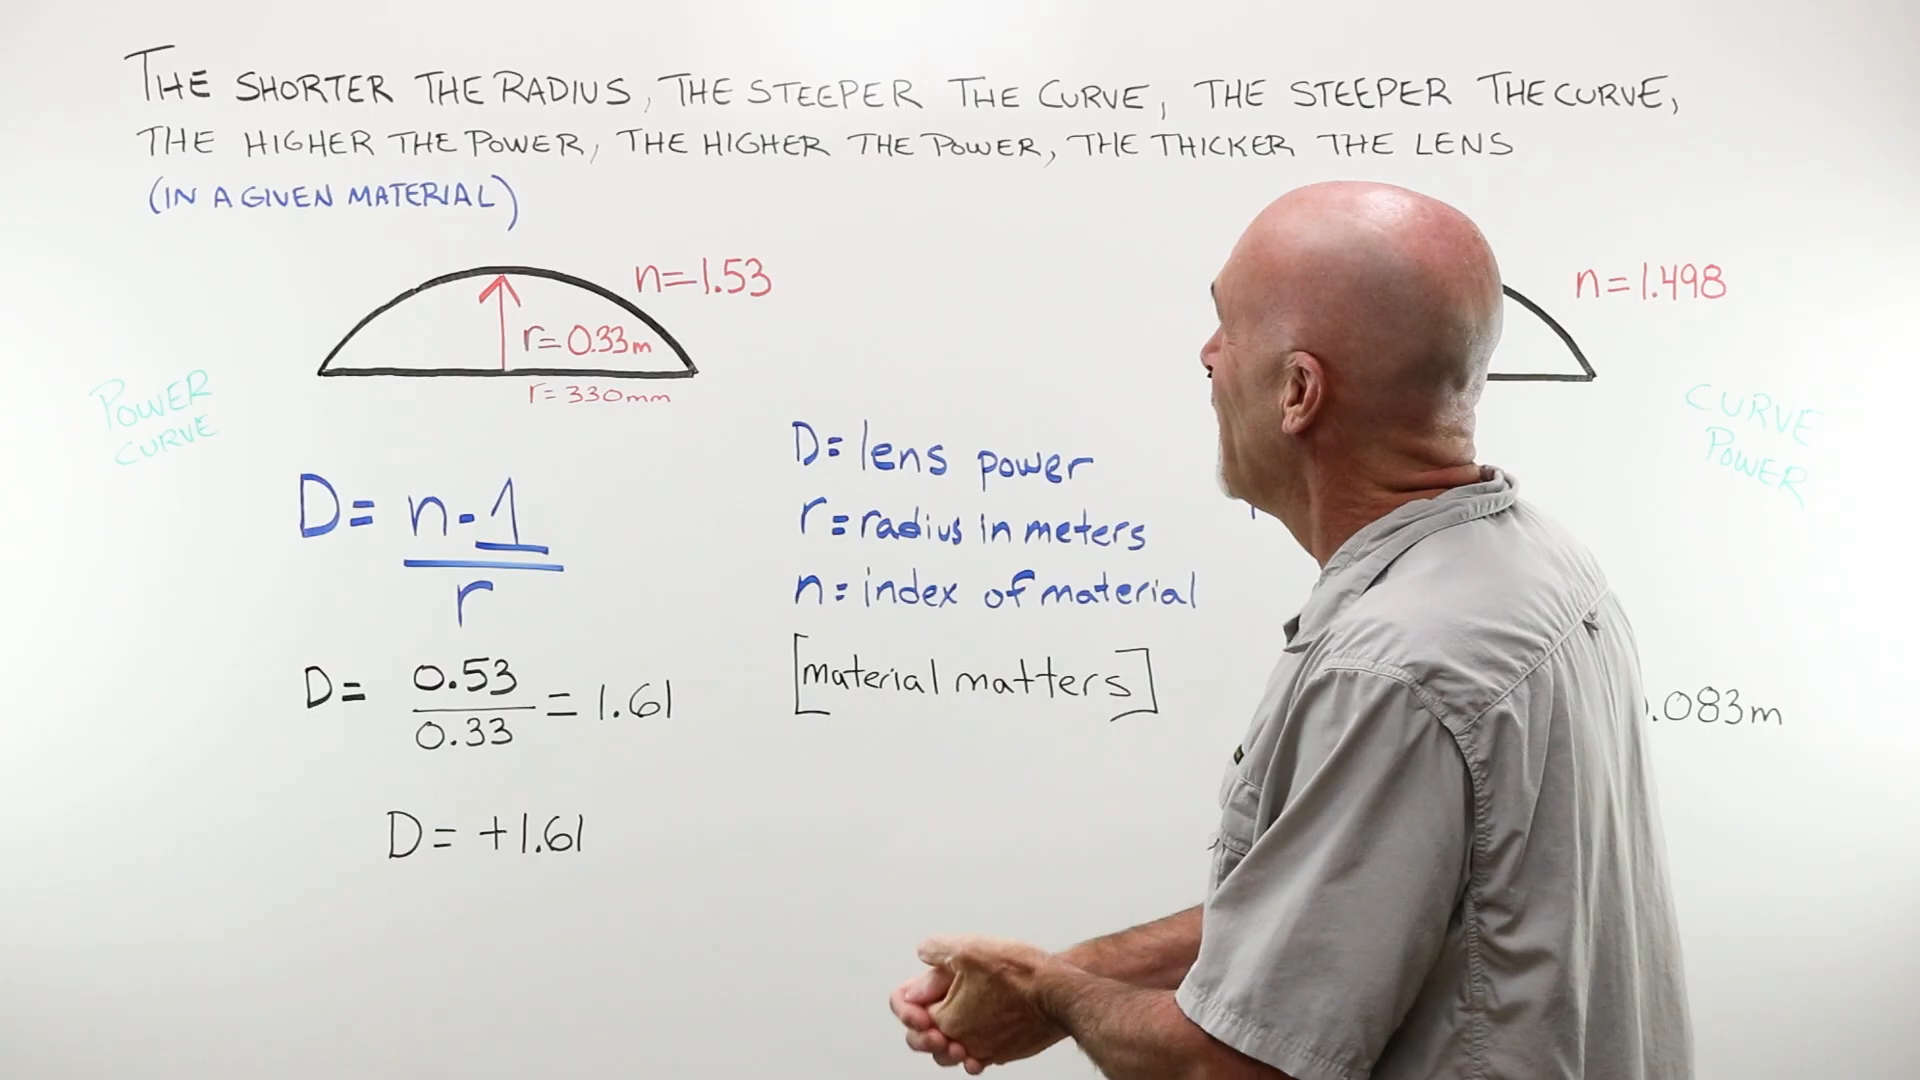 THE SHORTER THE RADIUS, THE STEEPER THE CURVE, THE STEEPER THE CURVE,
THE HIGHER THE POWER, THE HIGHER THE POWER, THE THICKER THE LENS
(IN A GIVEN MATERIAL)
n=1.53
r=0.33m
r=330mm
POWER
CURVE
D= n-1
r
D= 0.53
0.33
= 1.61
D= +1.61
D= lens power
r= radius in meters
n= index of material
[material matters]
n=1.498
CURVE
POWER
.083m